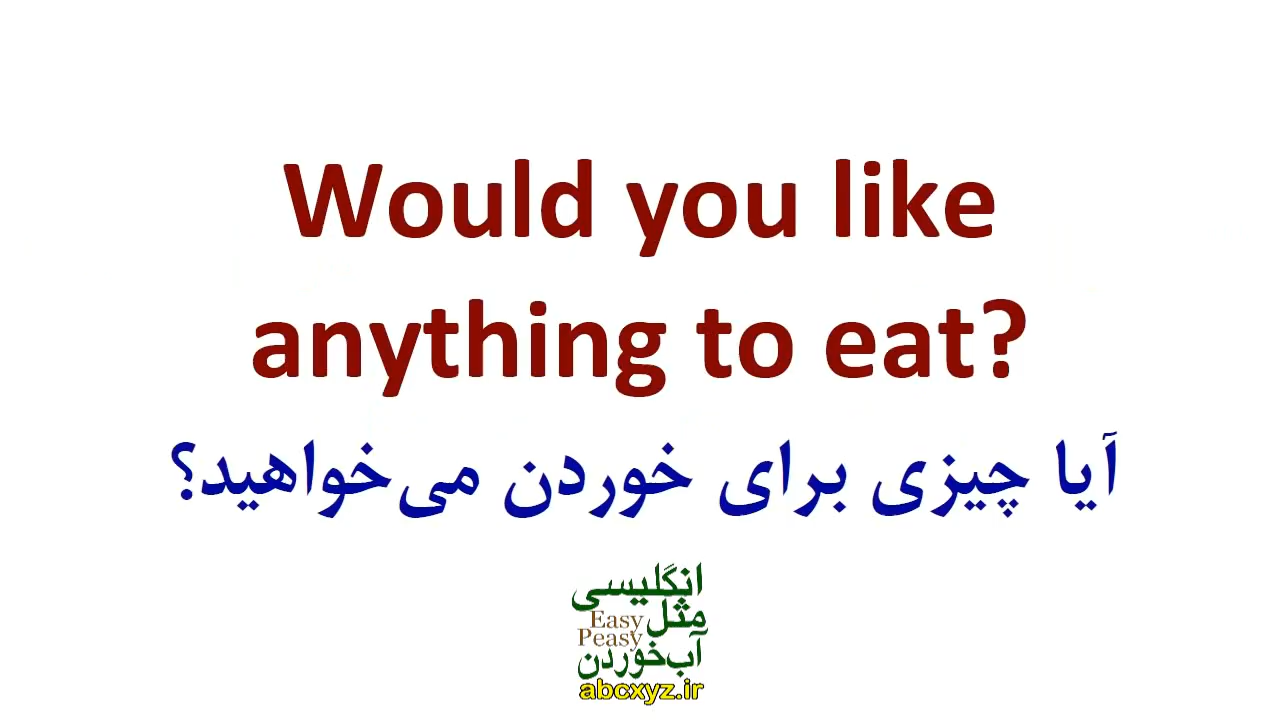 Would you like
anything to eat?
آیا چیزی برای خوردن می‌خواهید؟
انگلیسی
مثل
Easy
Peasy
آب‌خوردن
abcxyz.ir